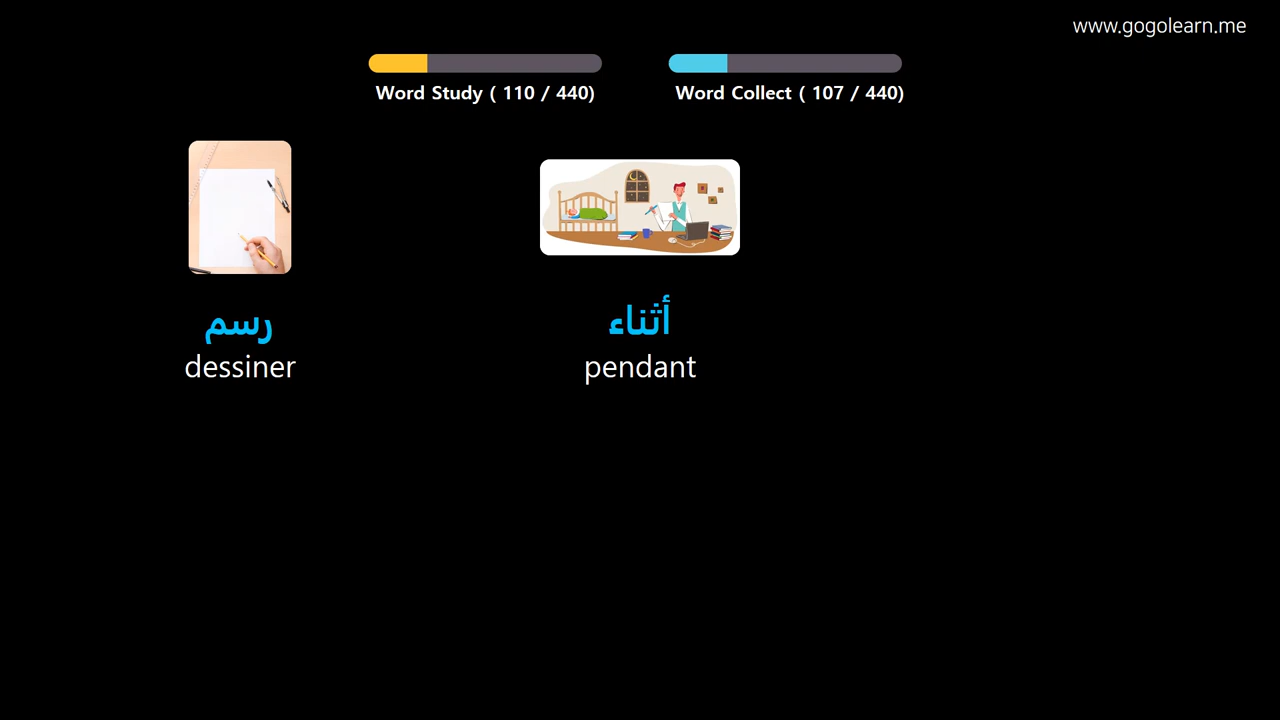 www.gogolearn.me
Word Study ( 110 / 440)
Word Collect ( 107 / 440)
رسم
dessiner
أثناء
pendant